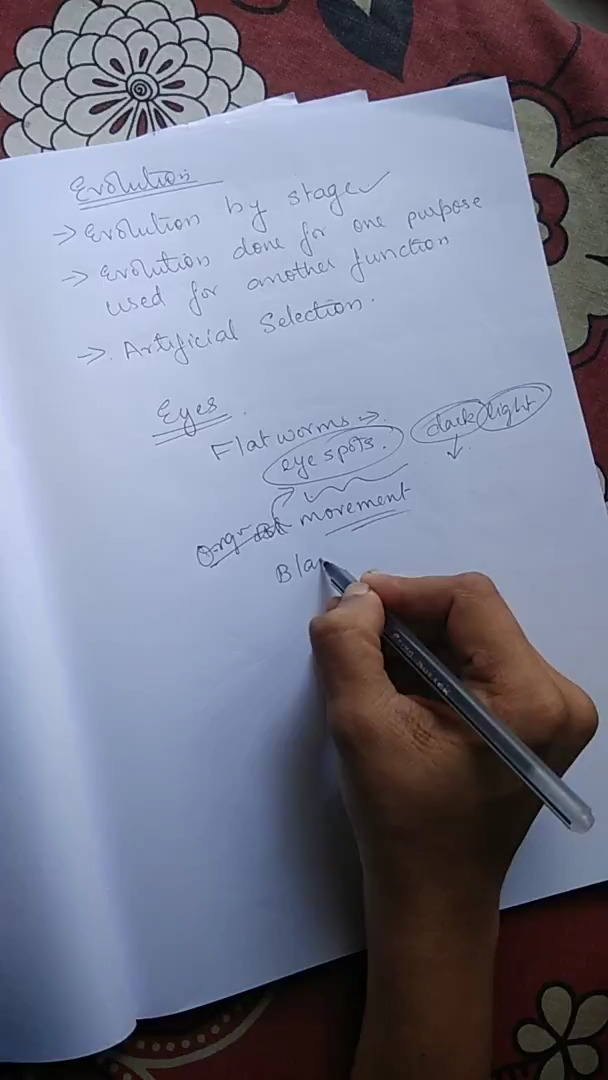 Evolution
→ Evolution by stage
→ Evolution done for one purpose
used for another function
→ Artificial Selection.
Eyes
Flat worms →
eye spots. dark light
movement
Bla